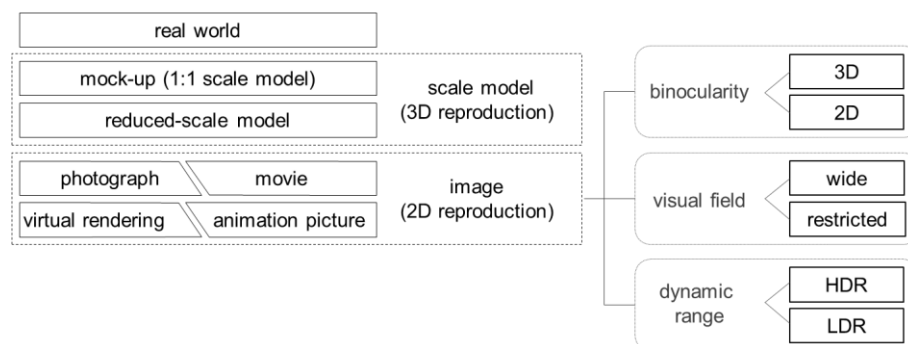 real world
mock-up (1:1 scale model)
reduced-scale model
scale model
(3D reproduction)
photograph
movie
virtual rendering
animation picture
image
(2D reproduction)
binocularity
3D
2D
visual field
wide
restricted
dynamic
range
HDR
LDR